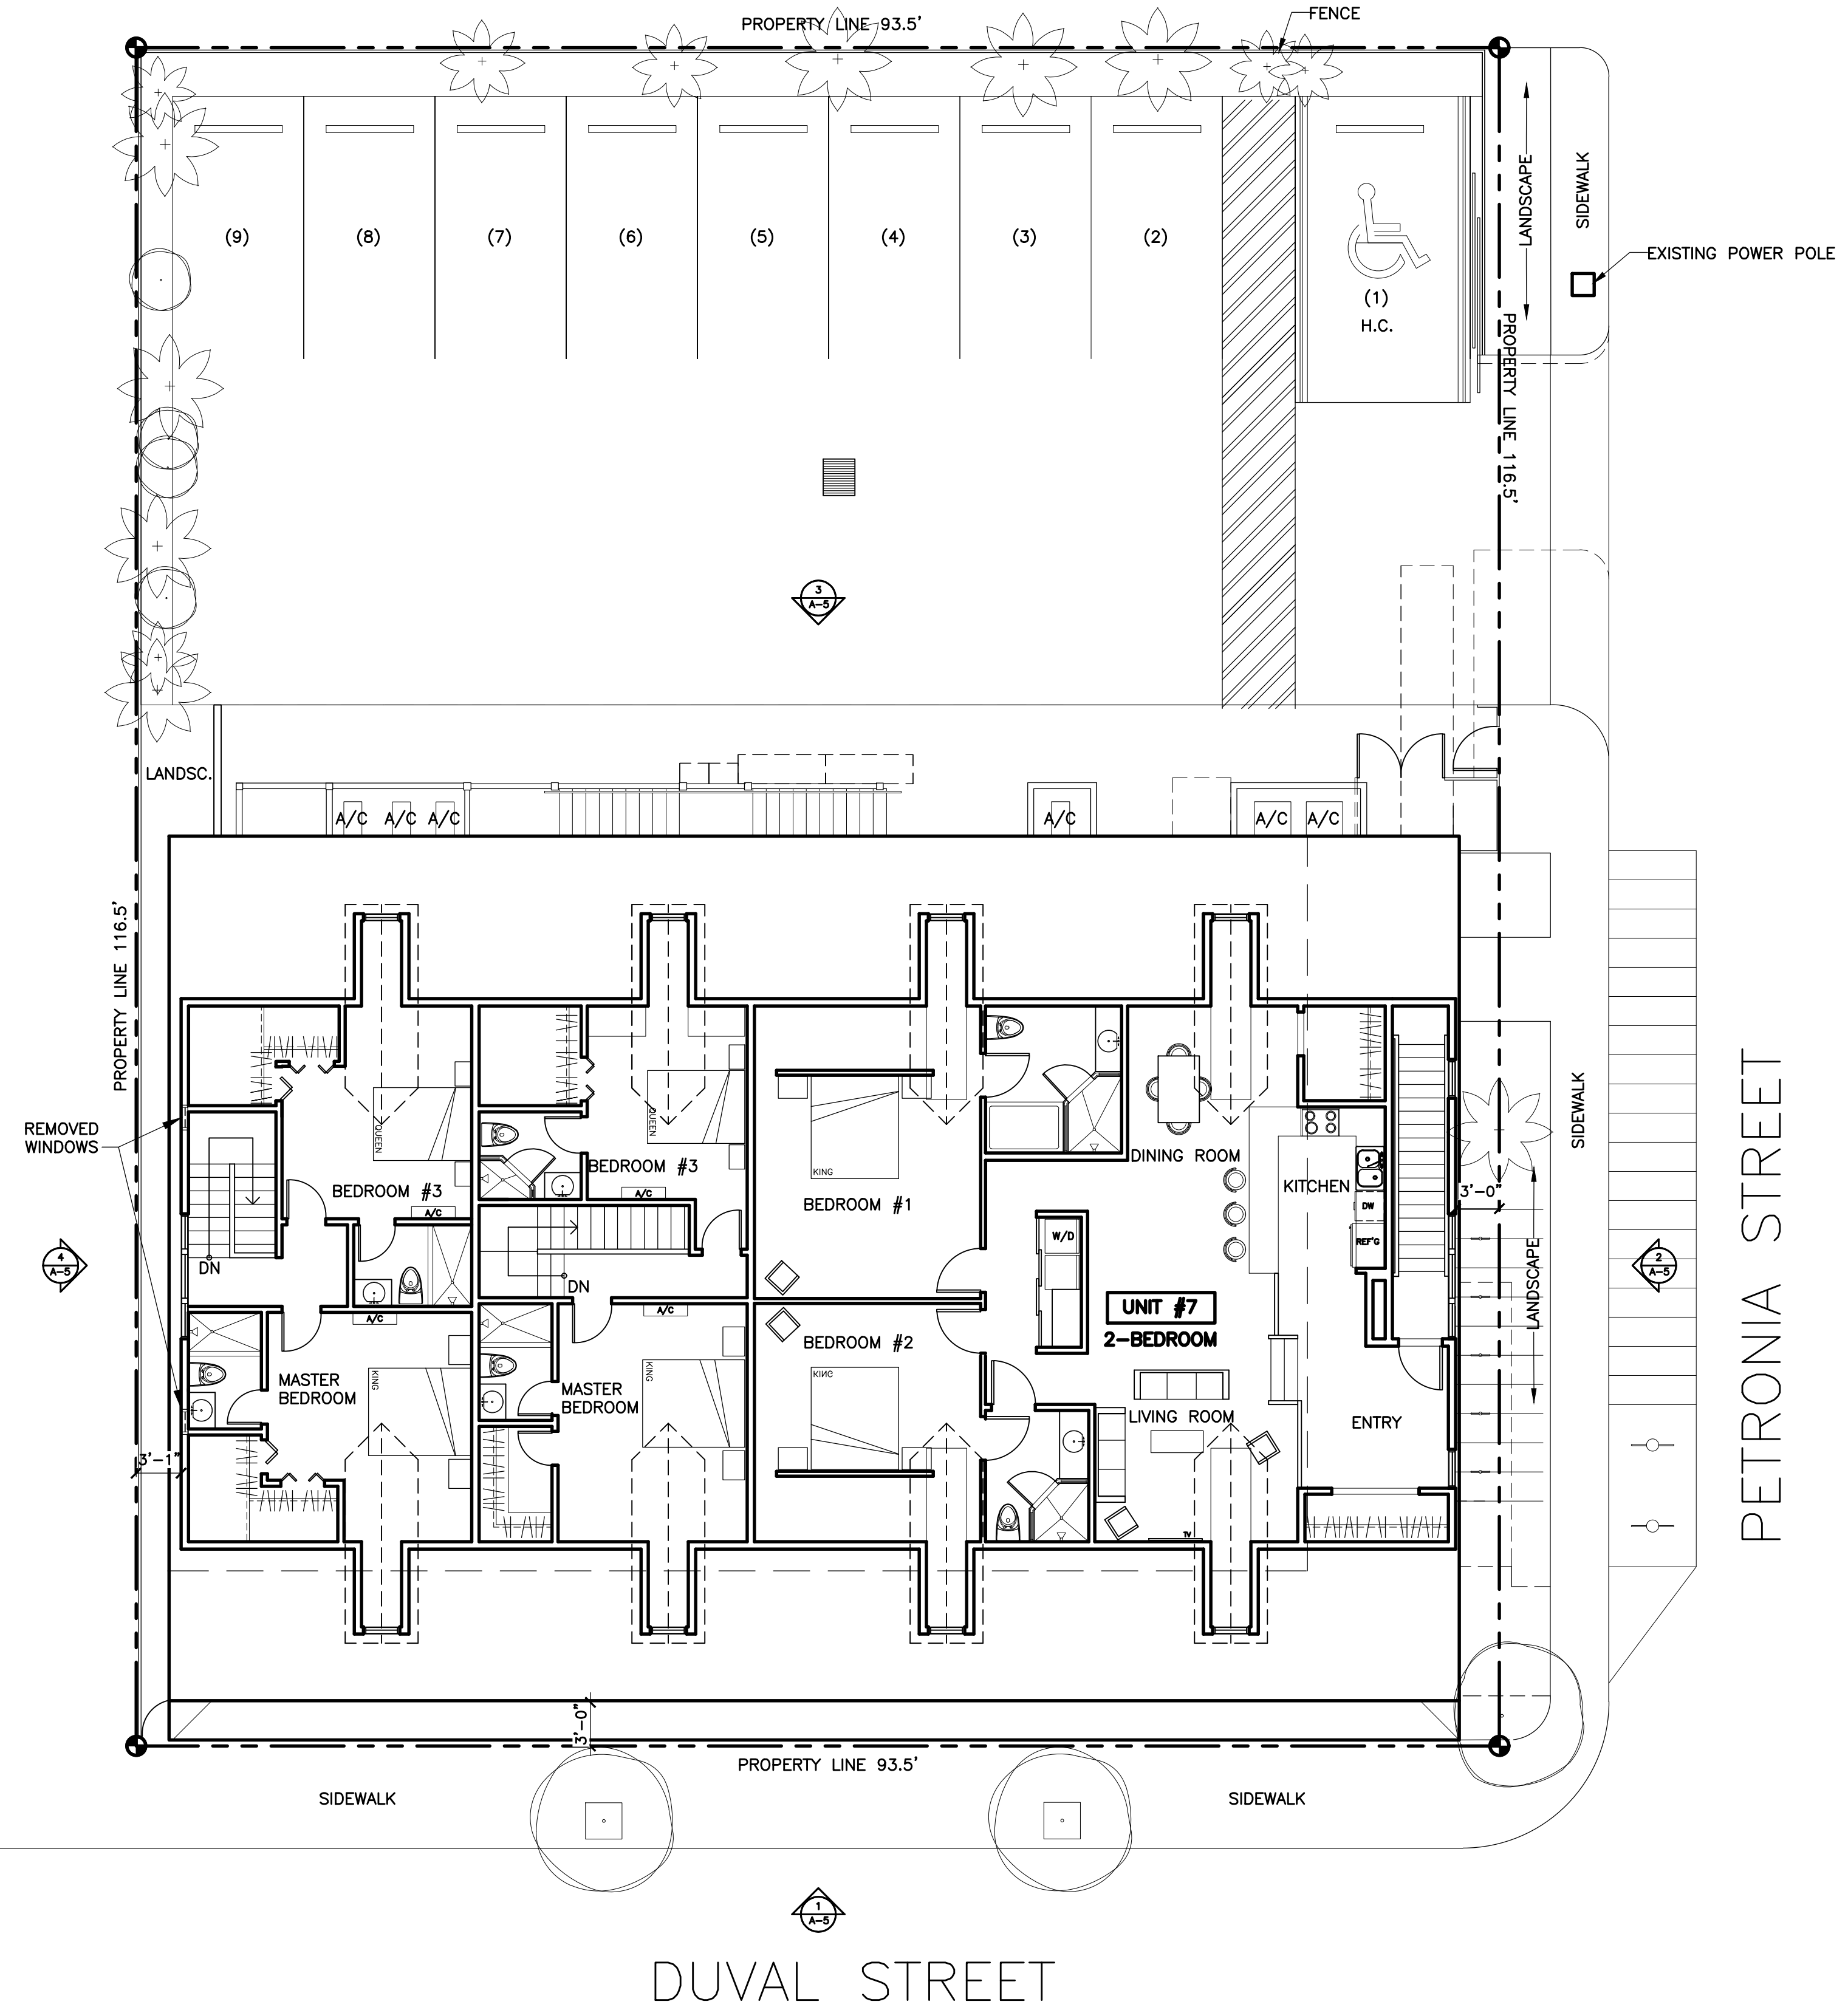 PROPERTY LINE 93.5'
FENCE
LANDSCAPE
SIDEWALK
(9)
(8)
(7)
(6)
(5)
(4)
(3)
(2)
(1)
H.C.
EXISTING POWER POLE
PROPERTY LINE 116.5'
3
A-5
LANDSC.
A/C
A/C
A/C
A/C
A/C
A/C
PROPERTY LINE 116.5'
REMOVED
WINDOWS
QUEEN
BEDROOM #3
A/C
DN
QUEEN
BEDROOM #3
A/C
DN
KING
BEDROOM #1
DINING ROOM
KITCHEN
DW
REF'G
W/D
3'-0"
SIDEWALK
PETRONIA STREET
4
A-5
2
A-5
A/C
KING
MASTER
BEDROOM
A/C
KING
MASTER
BEDROOM
BEDROOM #2
KING
UNIT #7
2-BEDROOM
LIVING ROOM
TV
ENTRY
LANDSCAPE
3'-1"
3'-0"
PROPERTY LINE 93.5'
SIDEWALK
SIDEWALK
1
A-5
DUVAL STREET